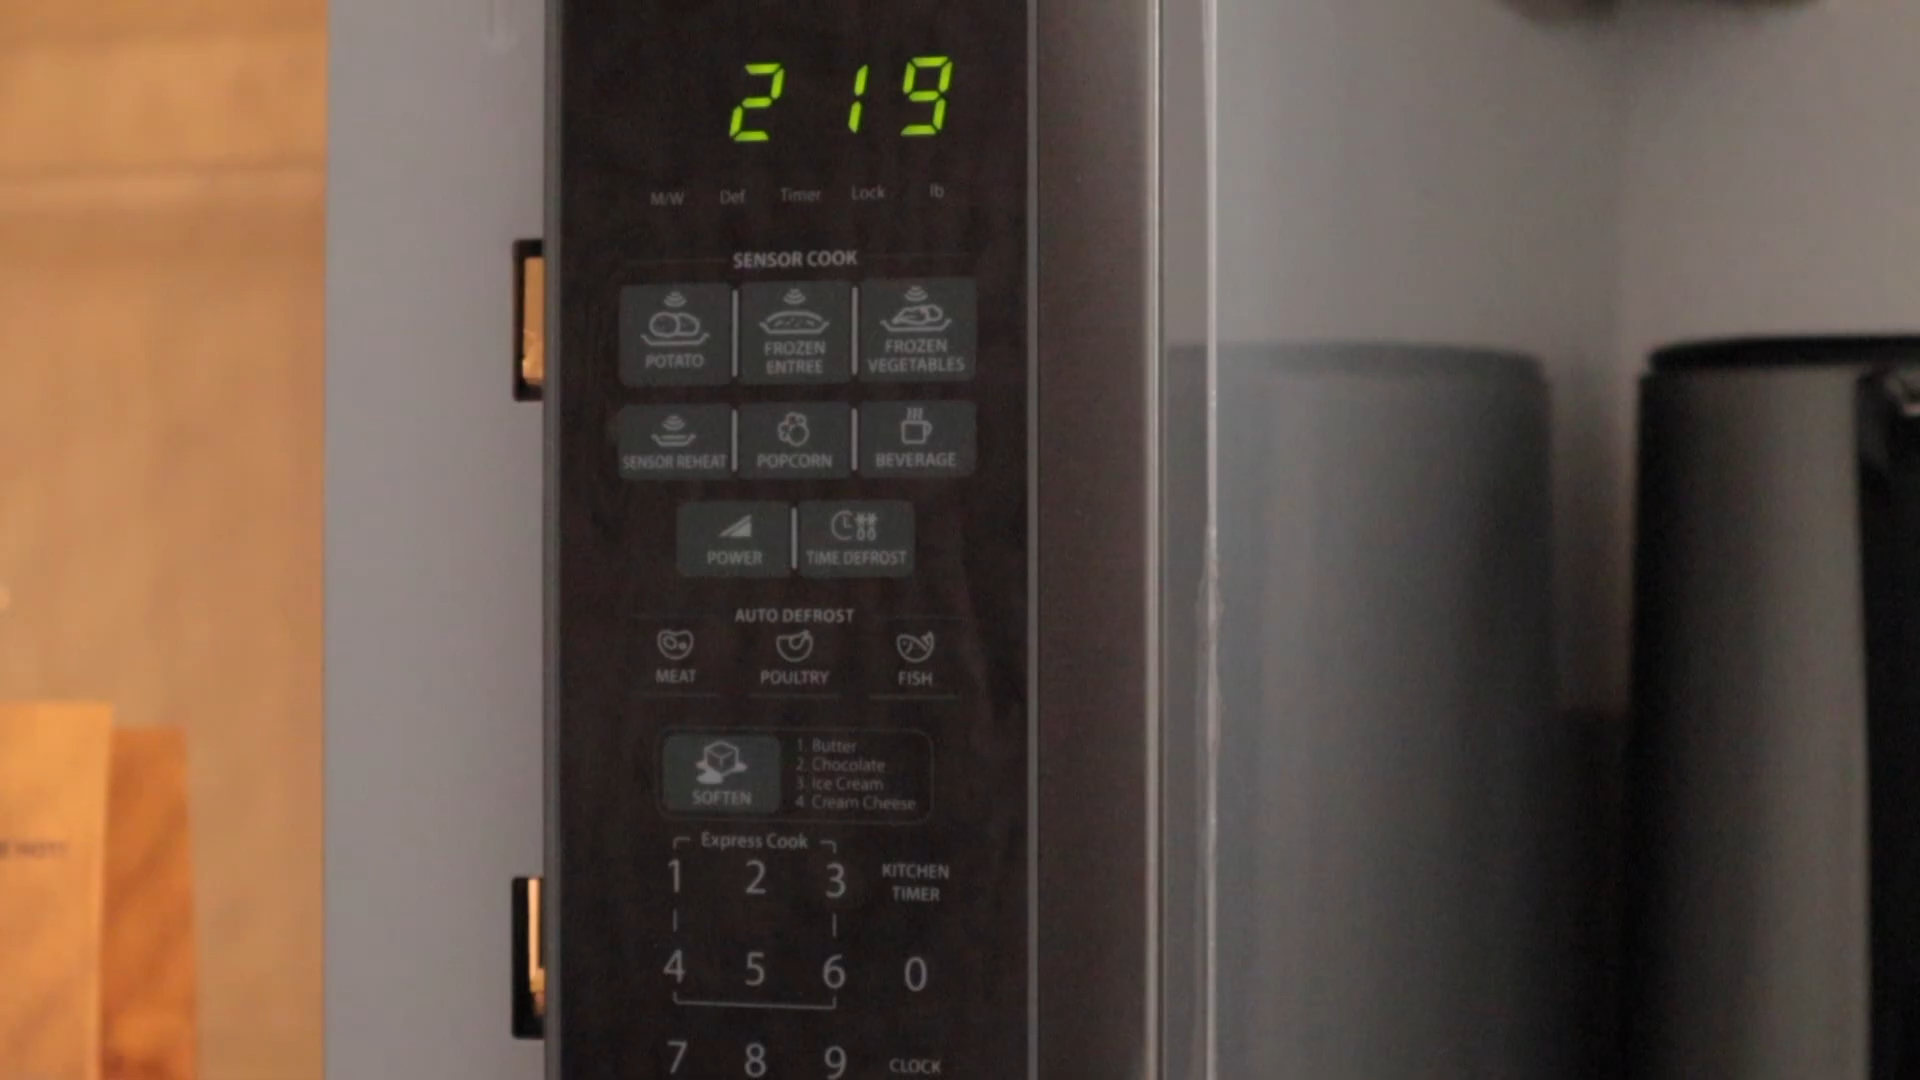 2 19
M/W Def Timer Lock lb
SENSOR COOK
POTATO
FROZEN
ENTREE
FROZEN
VEGETABLES
SENSOR REHEAT
POPCORN
BEVERAGE
POWER
TIME DEFROST
AUTO DEFROST
MEAT
POULTRY
FISH
SOFTEN
1. Butter
2. Chocolate
3. Ice Cream
4 Cream Cheese
Express Cook
1 2 3
KITCHEN
TIMER
4 5 6 0
7 8 9 CLOCK